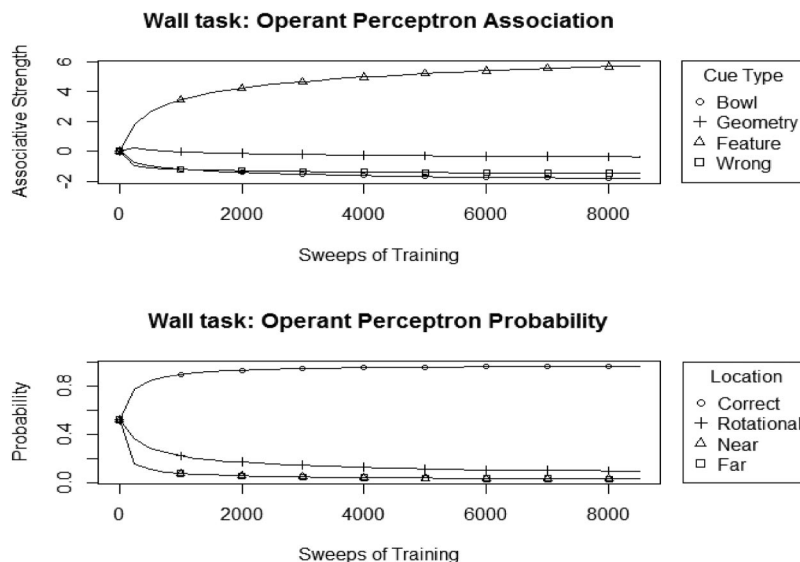 Wall task: Operant Perceptron Association
Associative Strength
6
4
2
0
-2
0 2000 4000 6000 8000
Sweeps of Training
Cue Type
Bowl
Geometry
Feature
Wrong
Wall task: Operant Perceptron Probability
Probability
0.8
0.4
0.0
0 2000 4000 6000 8000
Sweeps of Training
Location
Correct
Rotational
Near
Far